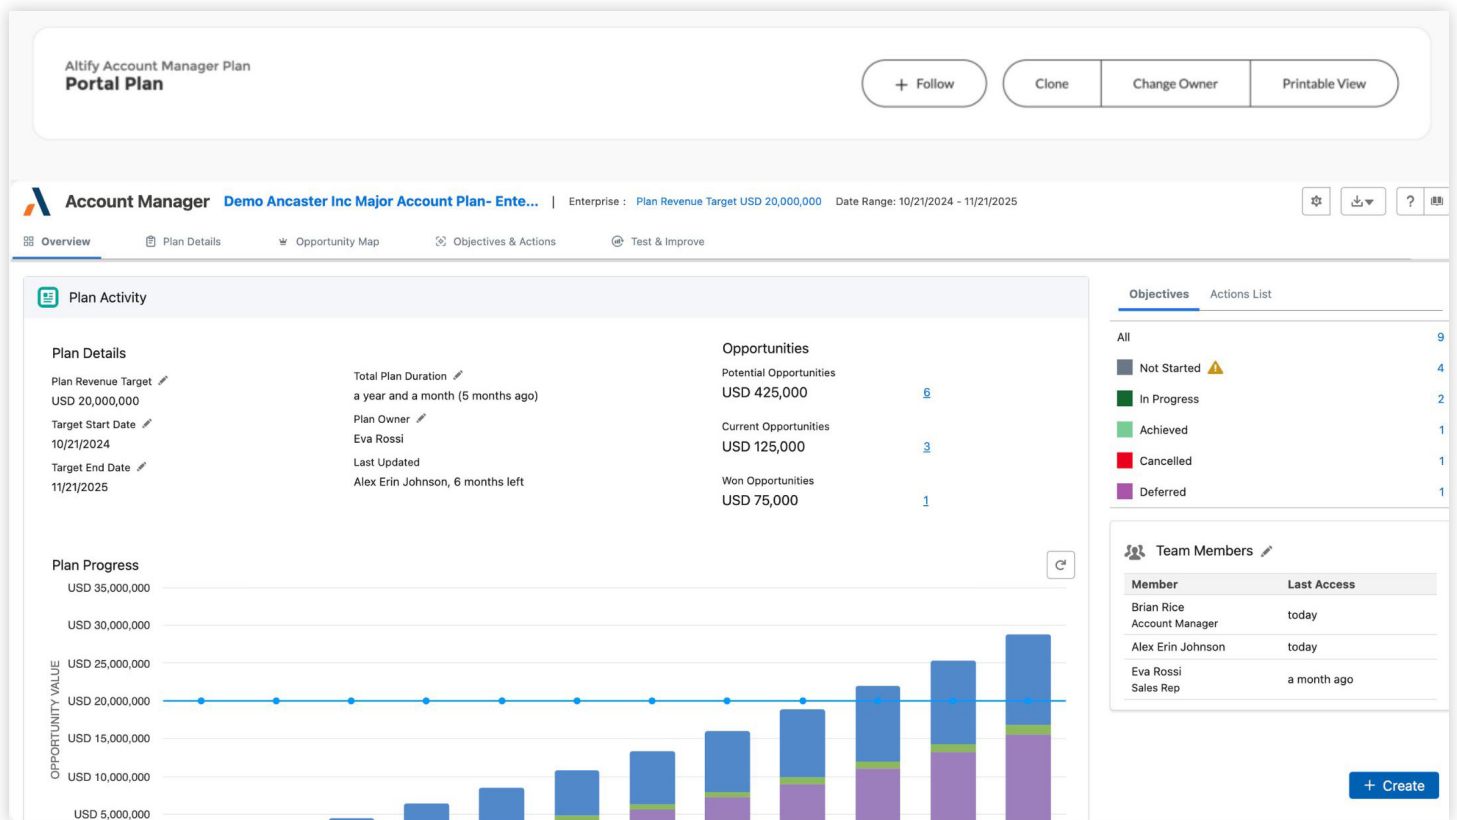 Altify Account Manager Plan
Portal Plan
+ Follow
Clone
Change Owner
Printable View
Account Manager
Demo Ancaster Inc Major Account Plan- Ente... | Enterprise : Plan Revenue Target USD 20,000,000 Date Range: 10/21/2024 - 11/21/2025
?
Overview
Plan Details
Opportunity Map
Objectives & Actions
Test & Improve
Plan Activity
Plan Details
Plan Revenue Target
USD 20,000,000
Target Start Date
10/21/2024
Target End Date
11/21/2025
Total Plan Duration
a year and a month (5 months ago)
Plan Owner
Eva Rossi
Last Updated
Alex Erin Johnson, 6 months left
Opportunities
Potential Opportunities
USD 425,000 6
Current Opportunities
USD 125,000 3
Won Opportunities
USD 75,000 1
Plan Progress
OPPORTUNITY VALUE
USD 35,000,000
USD 30,000,000
USD 25,000,000
USD 20,000,000
USD 15,000,000
USD 10,000,000
USD 5,000,000
Objectives
Actions List
All 9
Not Started 4
In Progress 2
Achieved 1
Cancelled 1
Deferred 1
Team Members
Member Last Access
Brian Rice
Account Manager
today
Alex Erin Johnson today
Eva Rossi
Sales Rep
a month ago
+ Create